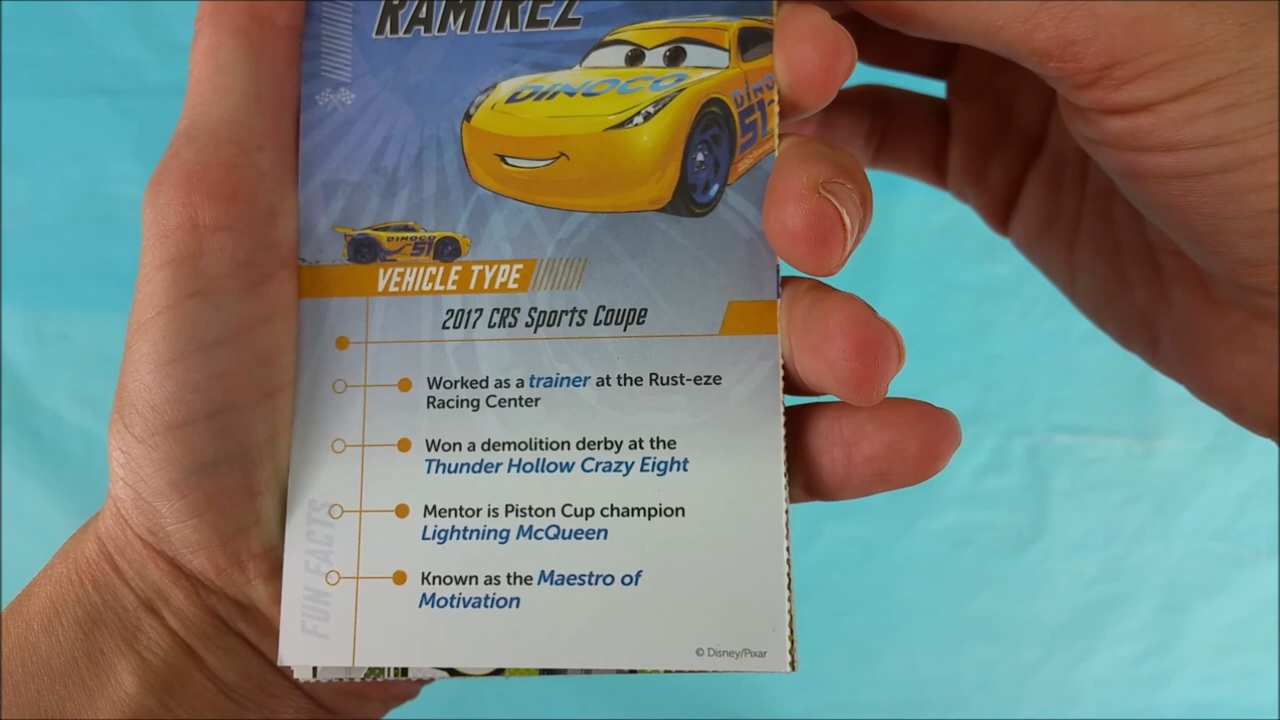 RAMIREZ
DINOCO
DINO
51
DINOCO
51
VEHICLE TYPE
2017 CRS Sports Coupe
Worked as a trainer at the Rust-eze
Racing Center
Won a demolition derby at the
Thunder Hollow Crazy Eight
Mentor is Piston Cup champion
Lightning McQueen
Known as the Maestro of
Motivation
FUN FACTS
© Disney/Pixar